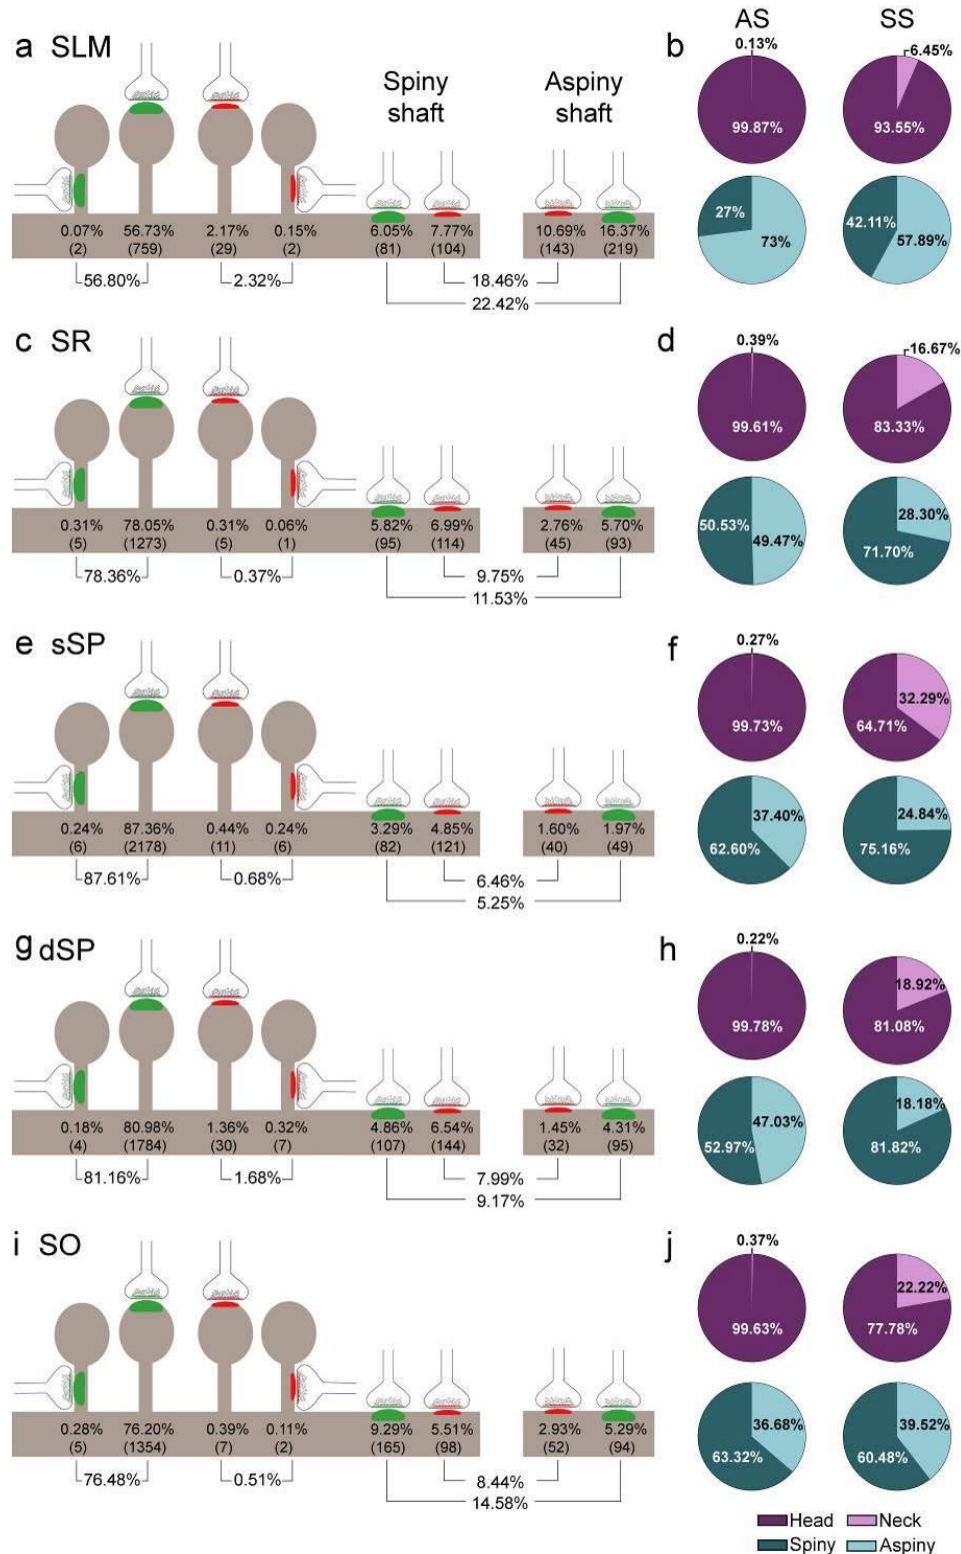 a SLM
Spiny shaft
Aspiny shaft
0.07% 56.73% 2.17% 0.15% 6.05% 7.77% 10.69% 16.37%
(2) (759) (29) (2) (81) (104) (143) (219)
56.80% 2.32% 18.46%
22.42%
b AS SS
0.13% 6.45%
99.87% 93.55%
27% 42.11%
73% 57.89%
c SR
0.31% 78.05% 0.31% 0.06% 5.82% 6.99% 2.76% 5.70%
(5) (1273) (5) (1) (95) (114) (45) (93)
78.36% 0.37% 9.75%
11.53%
d
0.39% 16.67%
99.61% 83.33%
50.53% 49.47% 28.30%
71.70%
e sSP
0.24% 87.36% 0.44% 0.24% 3.29% 4.85% 1.60% 1.97%
(6) (2178) (11) (6) (82) (121) (40) (49)
87.61% 0.68% 6.46%
5.25%
f
0.27% 32.29%
99.73% 64.71%
37.40% 24.84%
62.60% 75.16%
g dSP
0.18% 80.98% 1.36% 0.32% 4.86% 6.54% 1.45% 4.31%
(4) (1784) (30) (7) (107) (144) (32) (95)
81.16% 1.68% 7.99%
9.17%
h
0.22% 18.92%
99.78% 81.08%
47.03% 18.18%
52.97% 81.82%
i SO
0.28% 76.20% 0.39% 0.11% 9.29% 5.51% 2.93% 5.29%
(5) (1354) (7) (2) (165) (98) (52) (94)
76.48% 0.51% 8.44%
14.58%
j
0.37% 22.22%
99.63% 77.78%
36.68% 39.52%
63.32% 60.48%
Head Neck
Spiny Aspiny